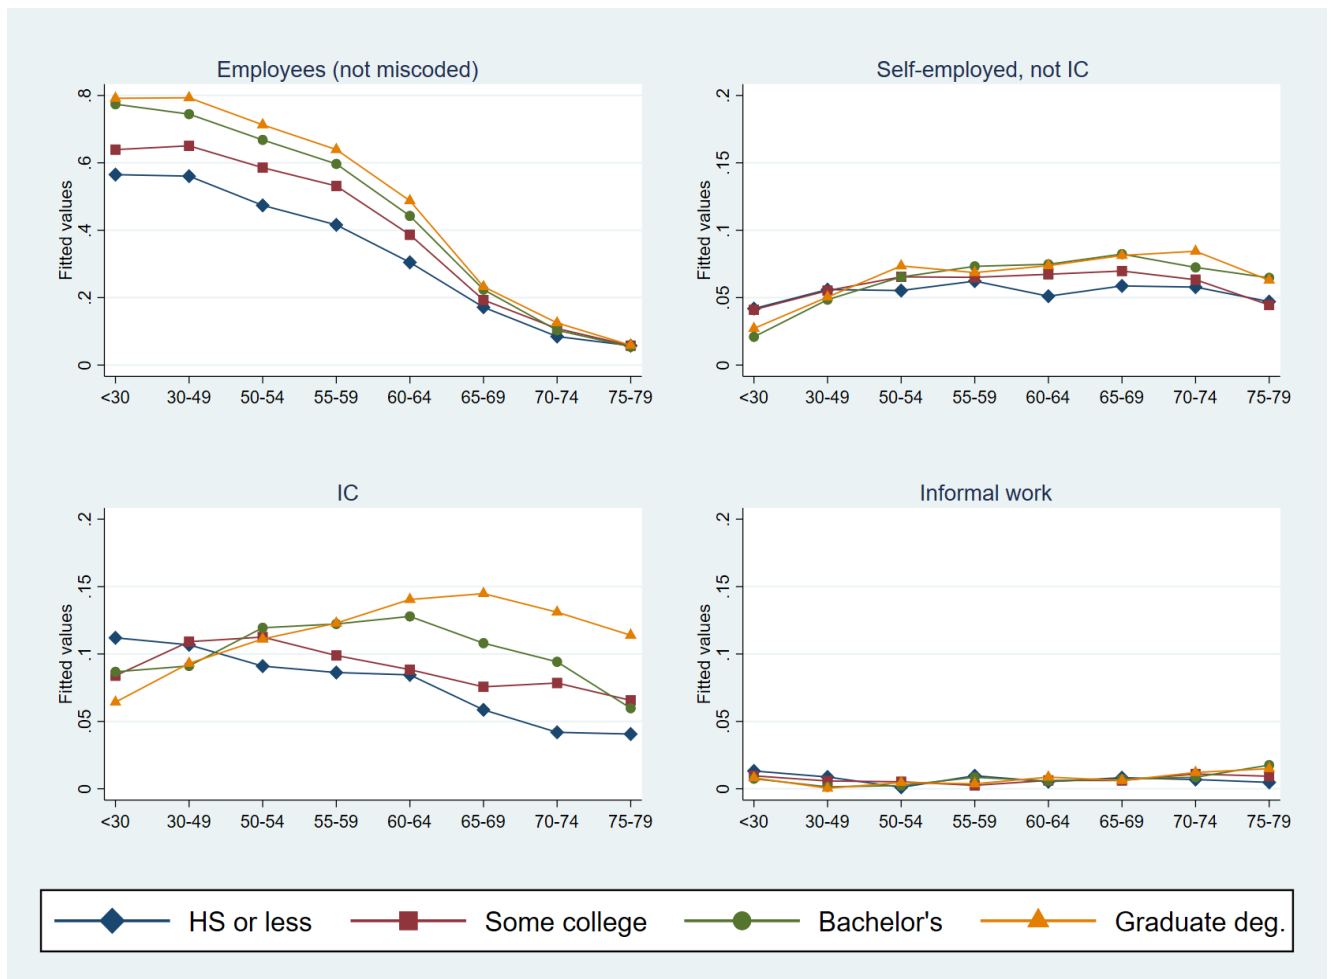 Employees (not miscoded)
Fitted values
.8
.6
.4
.2
0
<30 30-49 50-54 55-59 60-64 65-69 70-74 75-79
Self-employed, not IC
Fitted values
.2
.15
.1
.05
0
<30 30-49 50-54 55-59 60-64 65-69 70-74 75-79
IC
Fitted values
.2
.15
.1
.05
0
<30 30-49 50-54 55-59 60-64 65-69 70-74 75-79
Informal work
Fitted values
.2
.15
.1
.05
0
<30 30-49 50-54 55-59 60-64 65-69 70-74 75-79
HS or less Some college Bachelor's Graduate deg.